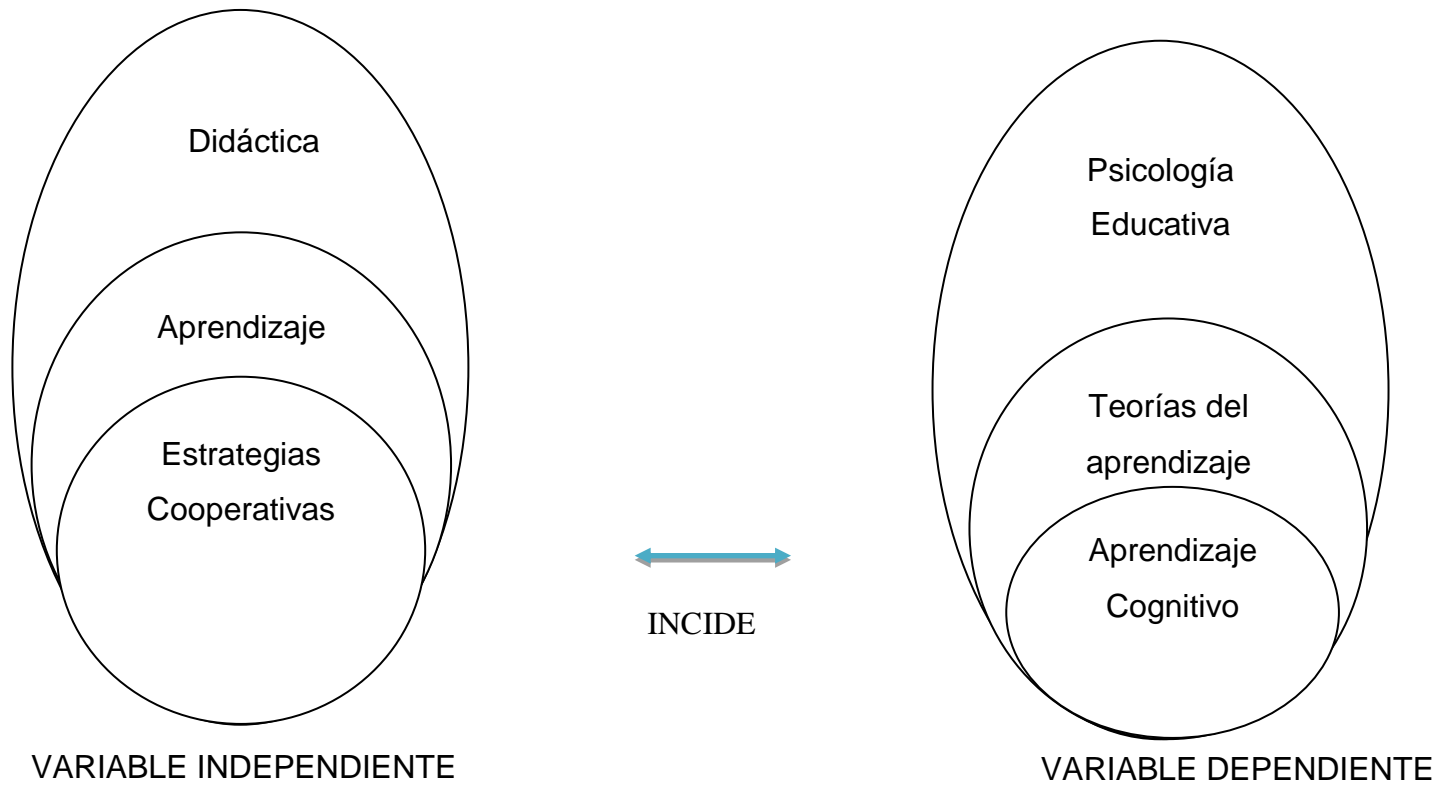 Didáctica
Aprendizaje
Estrategias
Cooperativas
INCIDE
Psicología
Educativa
Teorías del
aprendizaje
Aprendizaje
Cognitivo
VARIABLE INDEPENDIENTE
VARIABLE DEPENDIENTE